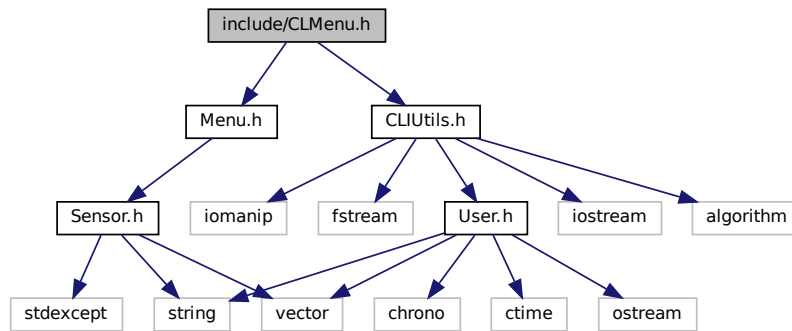 include/CLMenu.h
Menu.h
CLIUtils.h
Sensor.h
iomanip
fstream
User.h
iostream
algorithm
stdexcept
string
vector
chrono
ctime
ostream